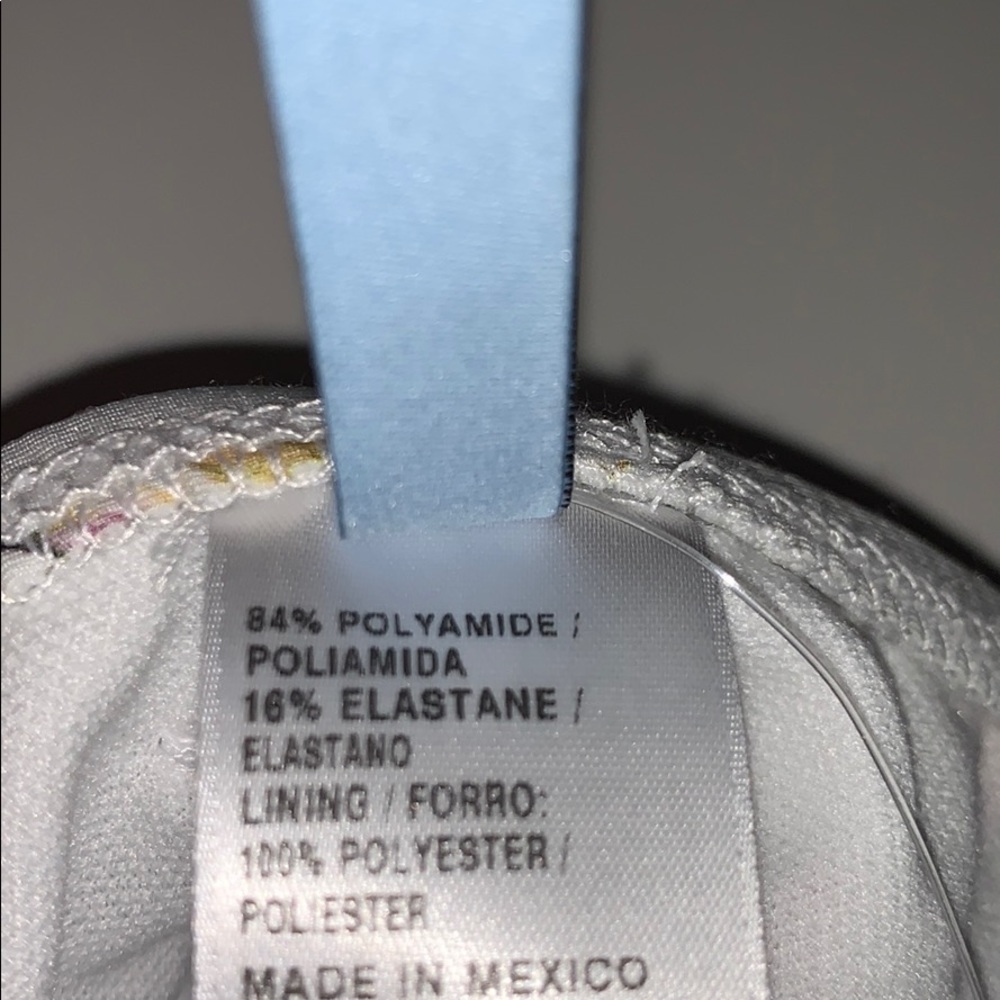 84% POLYAMIDE /
POLIAMIDA
16% ELASTANE /
ELASTANO
LINING / FORRO:
100% POLYESTER /
POLIESTER
MADE IN MEXICO